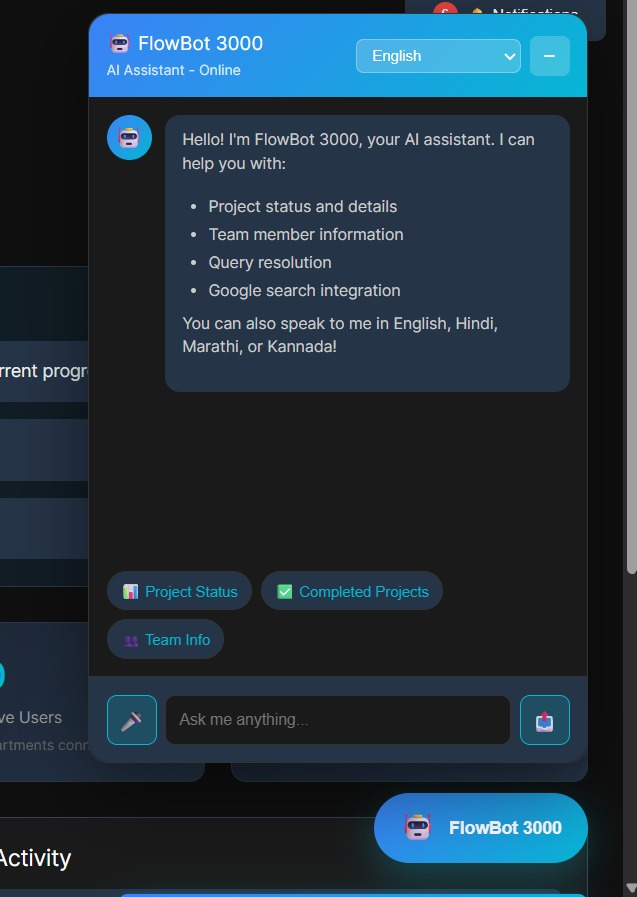 Notifications
FlowBot 3000
AI Assistant - Online
English
Hello! I'm FlowBot 3000, your AI assistant. I can
help you with:
• Project status and details
• Team member information
• Query resolution
• Google search integration
You can also speak to me in English, Hindi,
Marathi, or Kannada!
rrent progr
Project Status
Completed Projects
Team Info
ve Users
artments conn
Ask me anything...
FlowBot 3000
Activity